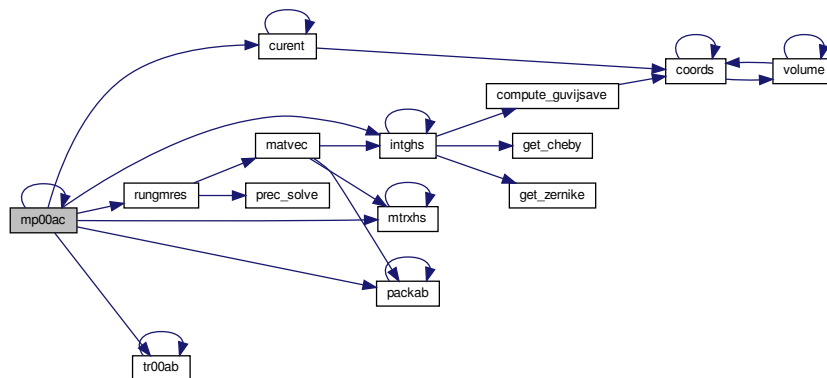 curent
coords
volume
compute_guvijsave
matvec
intghs
get_cheby
rungmres
prec_solve
get_zernike
mp00ac
mtrxhs
packab
tr00ab